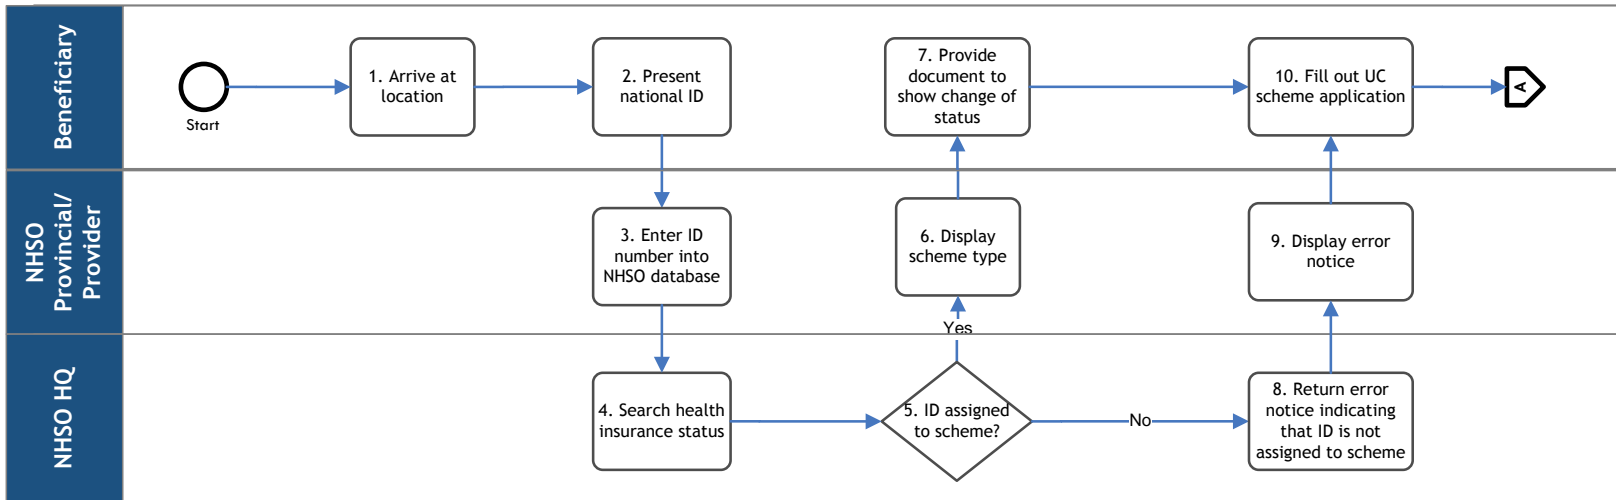 Beneficiary
Start
1. Arrive at
location
2. Present
national ID
7. Provide
document to
show change of
status
10. Fill out UC
scheme application
A
NHSO
Provincial/
Provider
3. Enter ID
number into
NHSO database
6. Display
scheme type
9. Display error
notice
Yes
NHSO HQ
4. Search health
insurance status
5. ID assigned
to scheme?
No
8. Return error
notice indicating
that ID is not
assigned to scheme